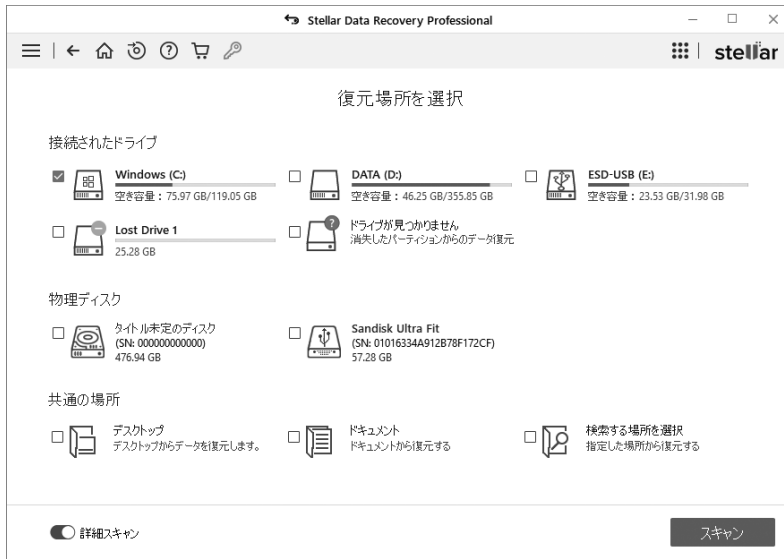 Stellar Data Recovery Professional
stellar
復元場所を選択
接続されたドライブ
Windows (C:)
空き容量：75.97 GB/119.05 GB
DATA (D:)
空き容量：46.25 GB/355.85 GB
ESD-USB (E:)
空き容量：23.53 GB/31.98 GB
Lost Drive 1
25.28 GB
ドライブが見つかりません
消失したパーティションからのデータ復元
物理ディスク
タイトル未定のディスク
(SN: 000000000000)
476.94 GB
Sandisk Ultra Fit
(SN: 01016334A912B78F172CF)
57.28 GB
共通の場所
デスクトップ
デスクトップからデータを復元します。
ドキュメント
ドキュメントから復元する
検索する場所を選択
指定した場所から復元する
詳細スキャン
スキャン